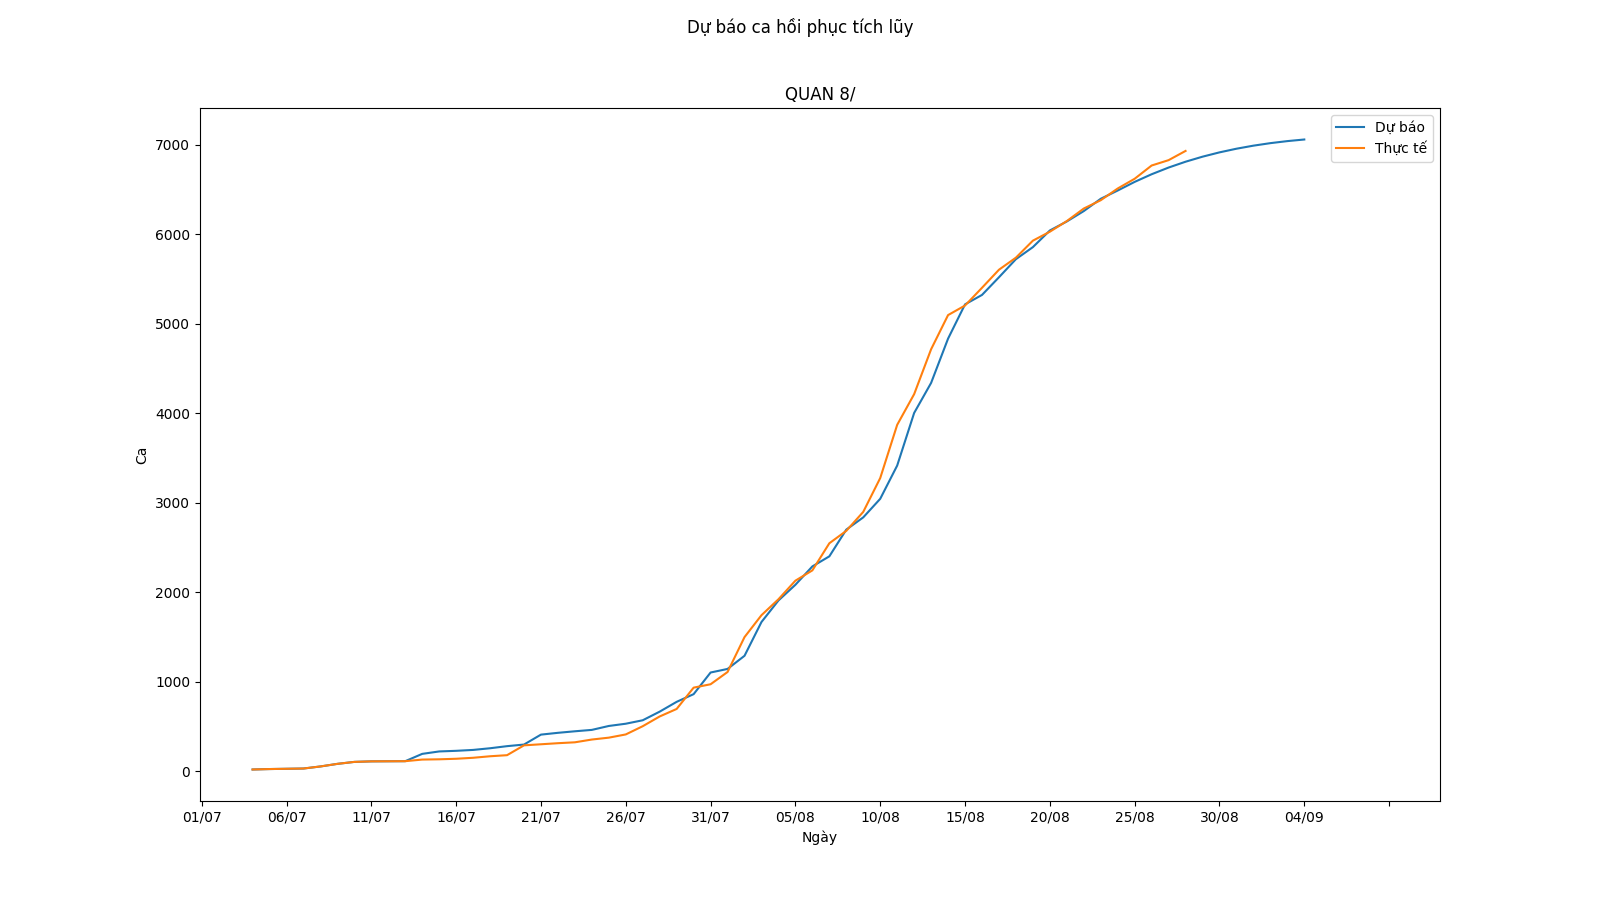 Dự báo ca hồi phục tích lũy
QUAN 8/
Dự báo
Thực tế
7000
6000
5000
4000
3000
2000
1000
0
Ca
01/07 06/07 11/07 16/07 21/07 26/07 31/07 05/08 10/08 15/08 20/08 25/08 30/08 04/09
Ngày